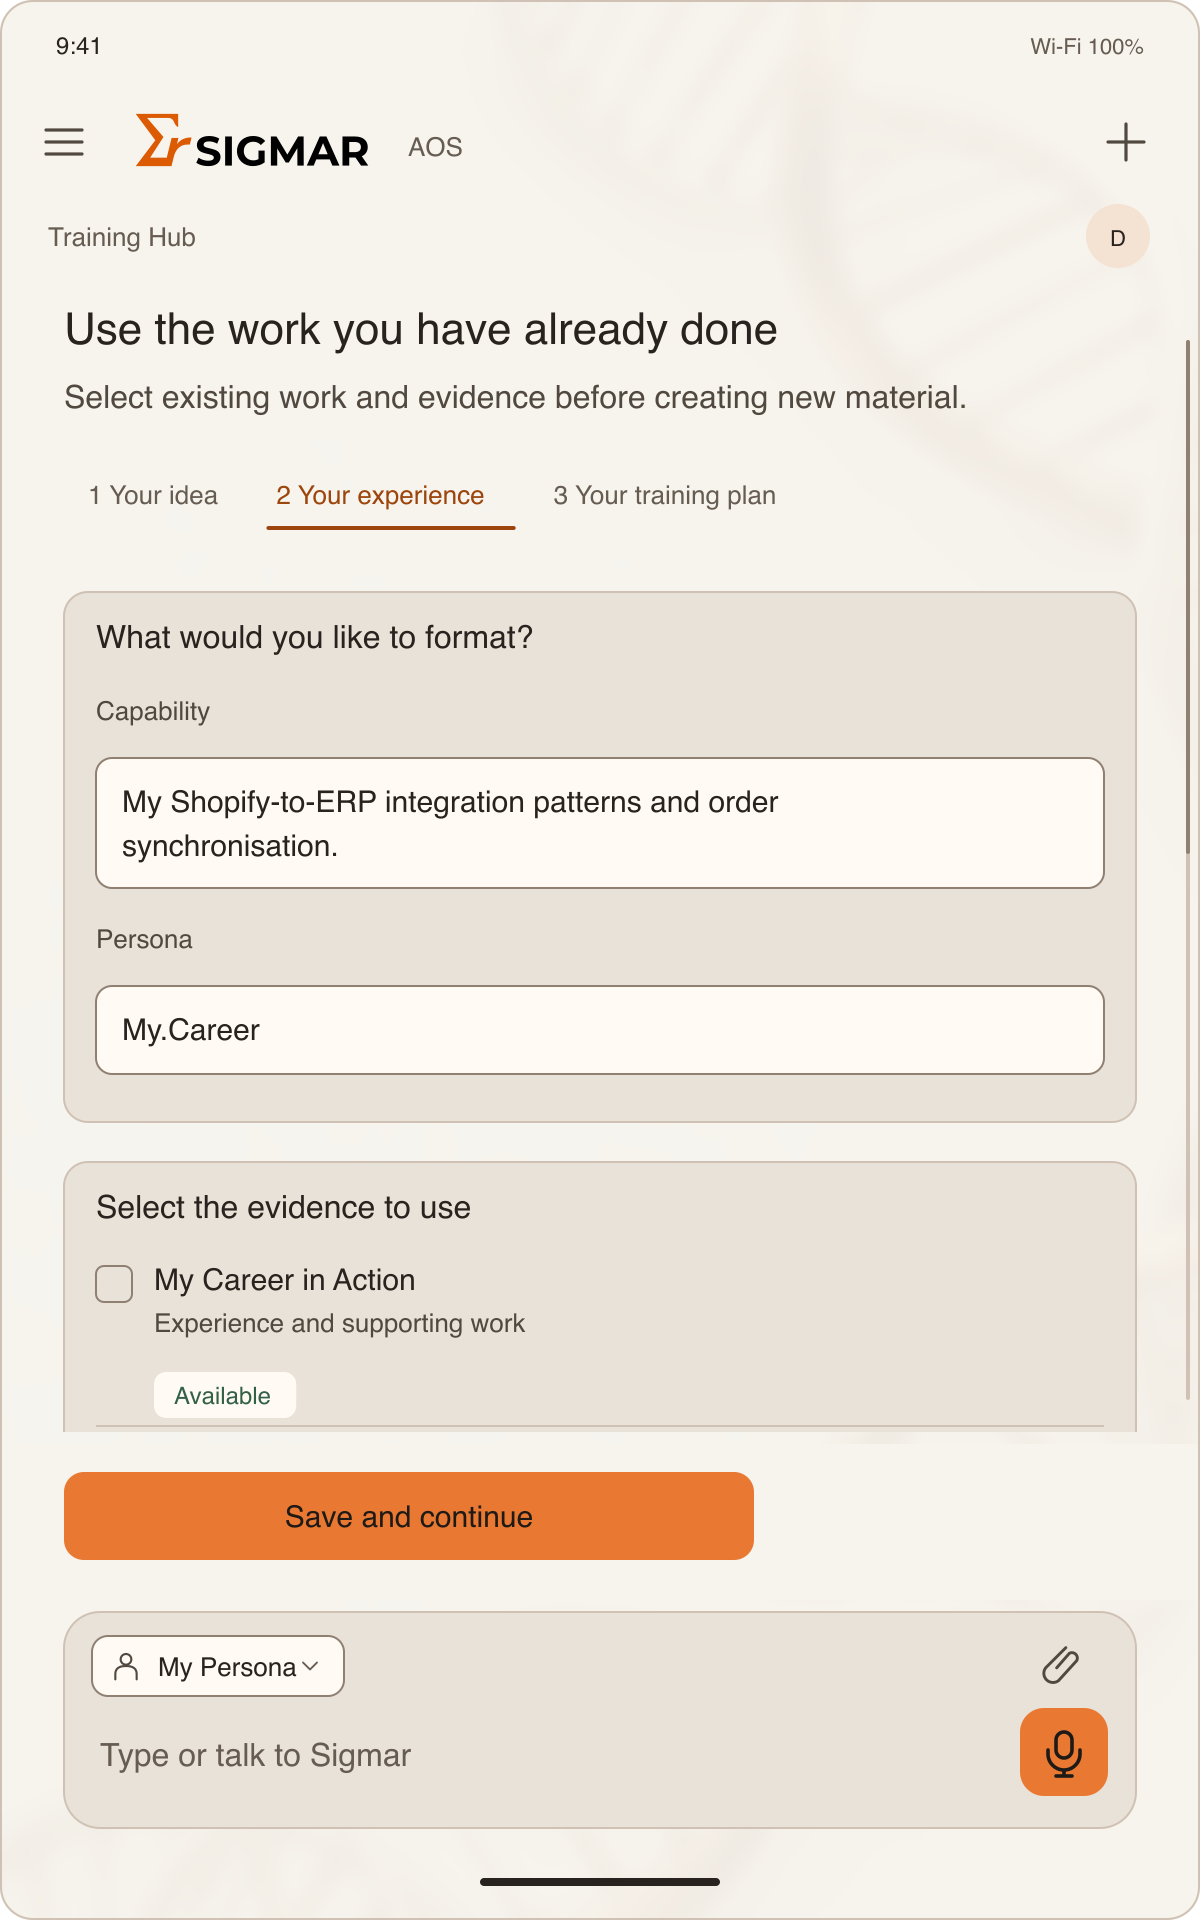 9:41
Wi-Fi 100%
Σr SIGMAR AOS
Training Hub
D
Use the work you have already done
Select existing work and evidence before creating new material.
1 Your idea
2 Your experience
3 Your training plan
What would you like to format?
Capability
My Shopify-to-ERP integration patterns and order
synchronisation.
Persona
My.Career
Select the evidence to use
My Career in Action
Experience and supporting work
Available
Save and continue
My Persona
Type or talk to Sigmar